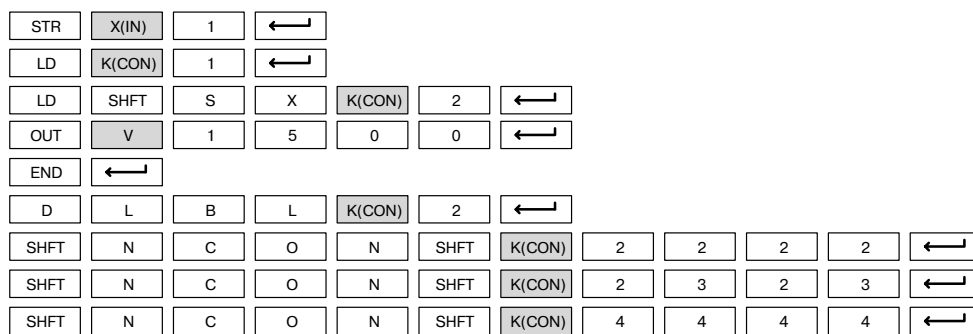 STR X(IN) 1
LD K(CON) 1
LD SHFT S X K(CON) 2
OUT V 1 5 0 0
END
D L B L K(CON) 2
SHFT N C O N SHFT K(CON) 2 2 2 2
SHFT N C O N SHFT K(CON) 2 3 2 3
SHFT N C O N SHFT K(CON) 4 4 4 4